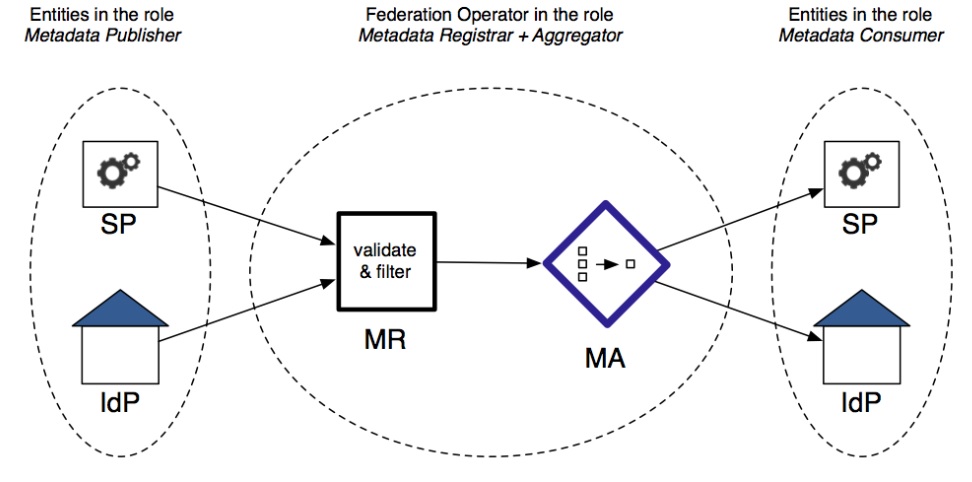 Entities in the role
Metadata Publisher
Federation Operator in the role
Metadata Registrar + Aggregator
Entities in the role
Metadata Consumer
SP
IdP
validate
& filter
MR
MA
SP
IdP